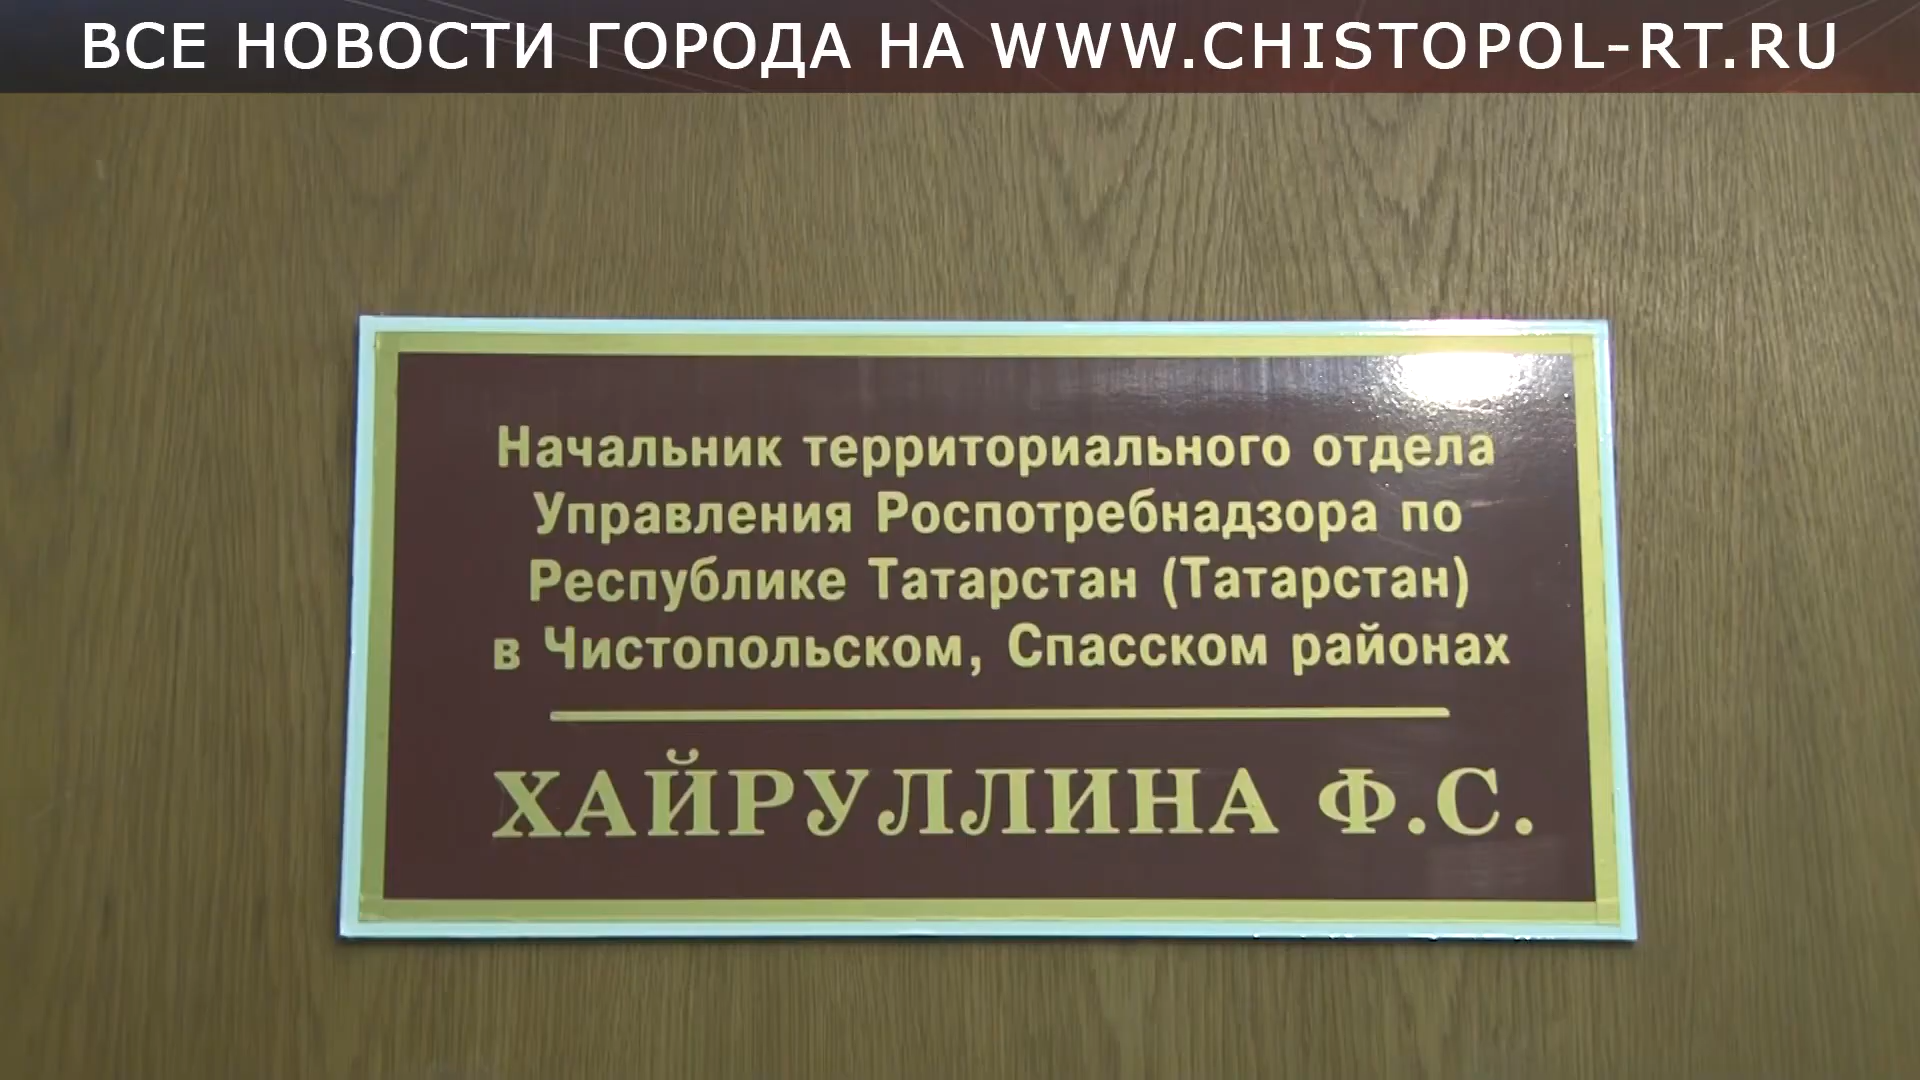 ВСЕ НОВОСТИ ГОРОДА НА WWW.CHISTOPOL-RT.RU
Начальник территориального отдела
Управления Роспотребнадзора по
Республике Татарстан (Татарстан)
в Чистопольском, Спасском районах
ХАЙРУЛЛИНА Ф.С.